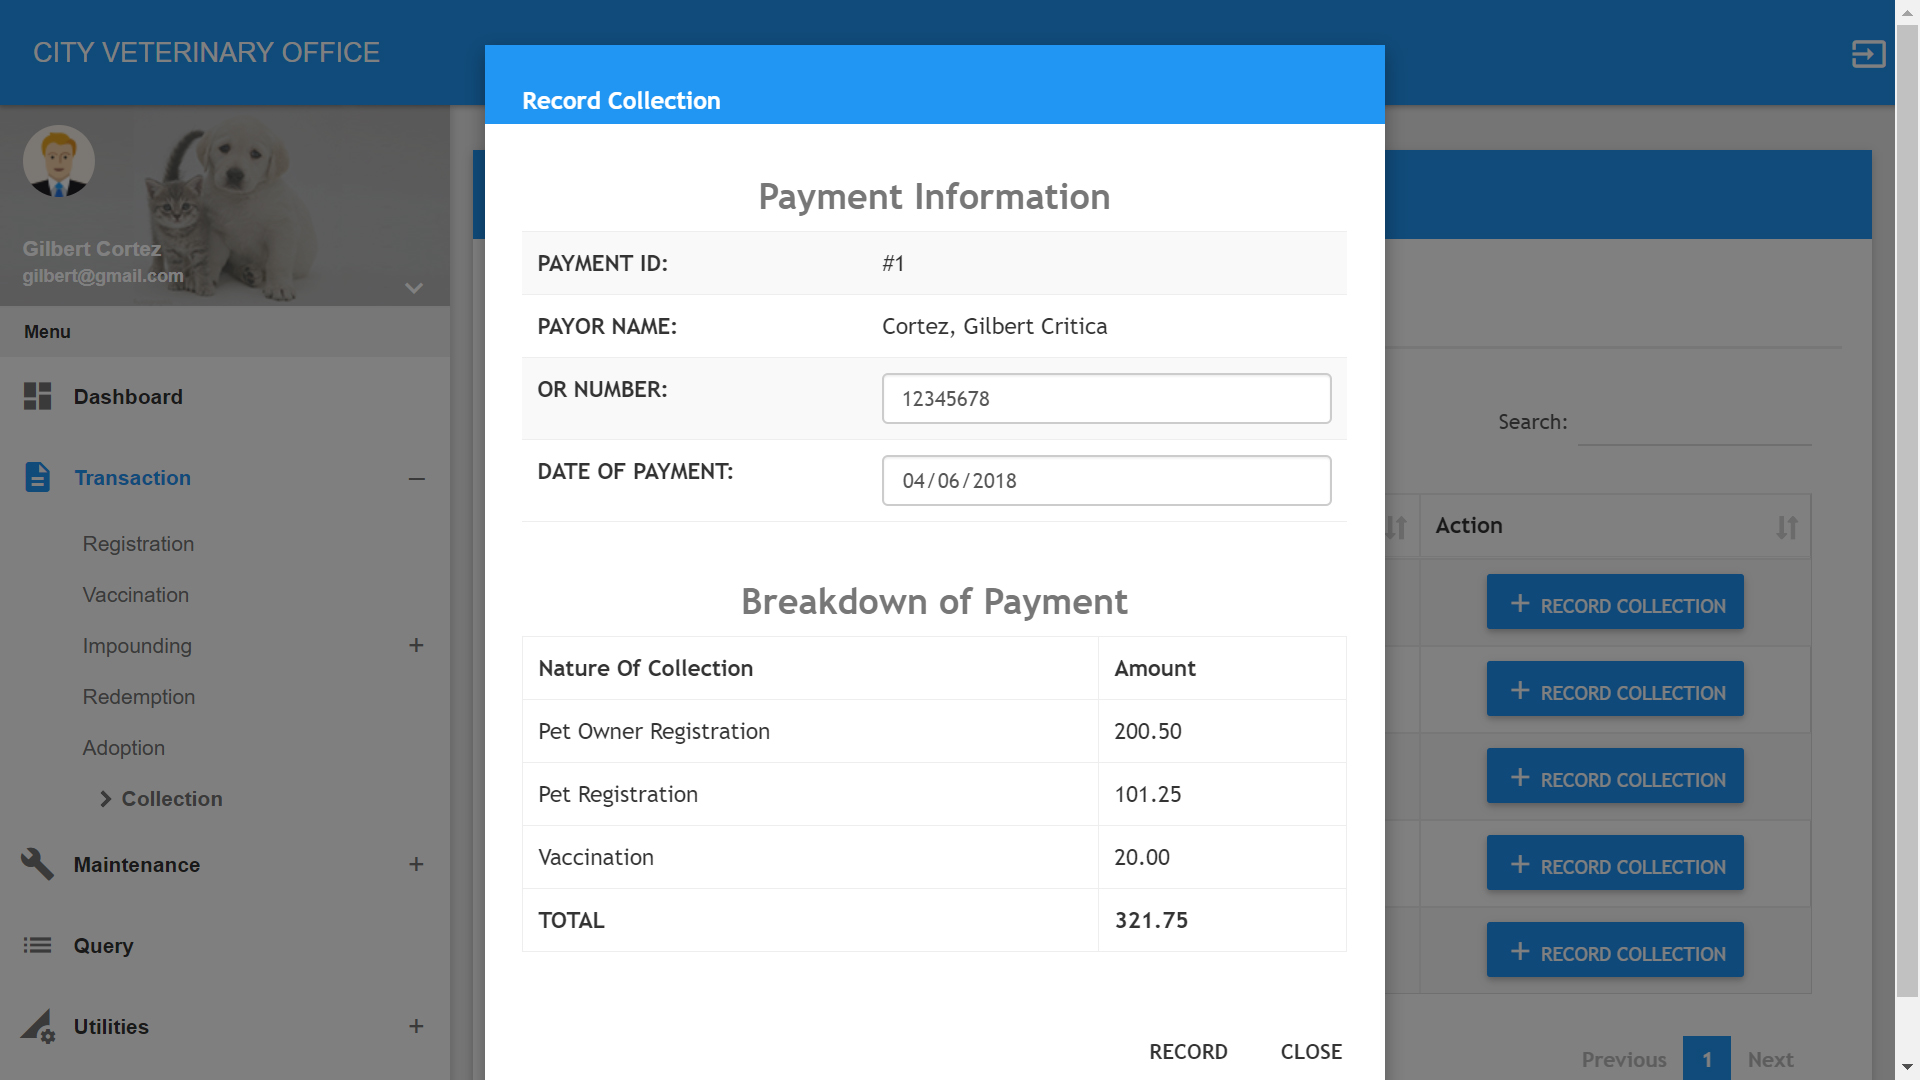 CITY VETERINARY OFFICE
Gilbert Cortez
gilbert@gmail.com
Menu
Dashboard
Transaction
Registration
Vaccination
Impounding
Redemption
Adoption
Collection
Maintenance
Query
Utilities
Record Collection
Payment Information
PAYMENT ID: #1
PAYOR NAME: Cortez, Gilbert Critica
OR NUMBER: 12345678
DATE OF PAYMENT: 04/06/2018
Breakdown of Payment
Nature Of Collection Amount
Pet Owner Registration 200.50
Pet Registration 101.25
Vaccination 20.00
TOTAL 321.75
RECORD CLOSE
Search:
Action
RECORD COLLECTION
RECORD COLLECTION
RECORD COLLECTION
RECORD COLLECTION
RECORD COLLECTION
Previous 1 Next